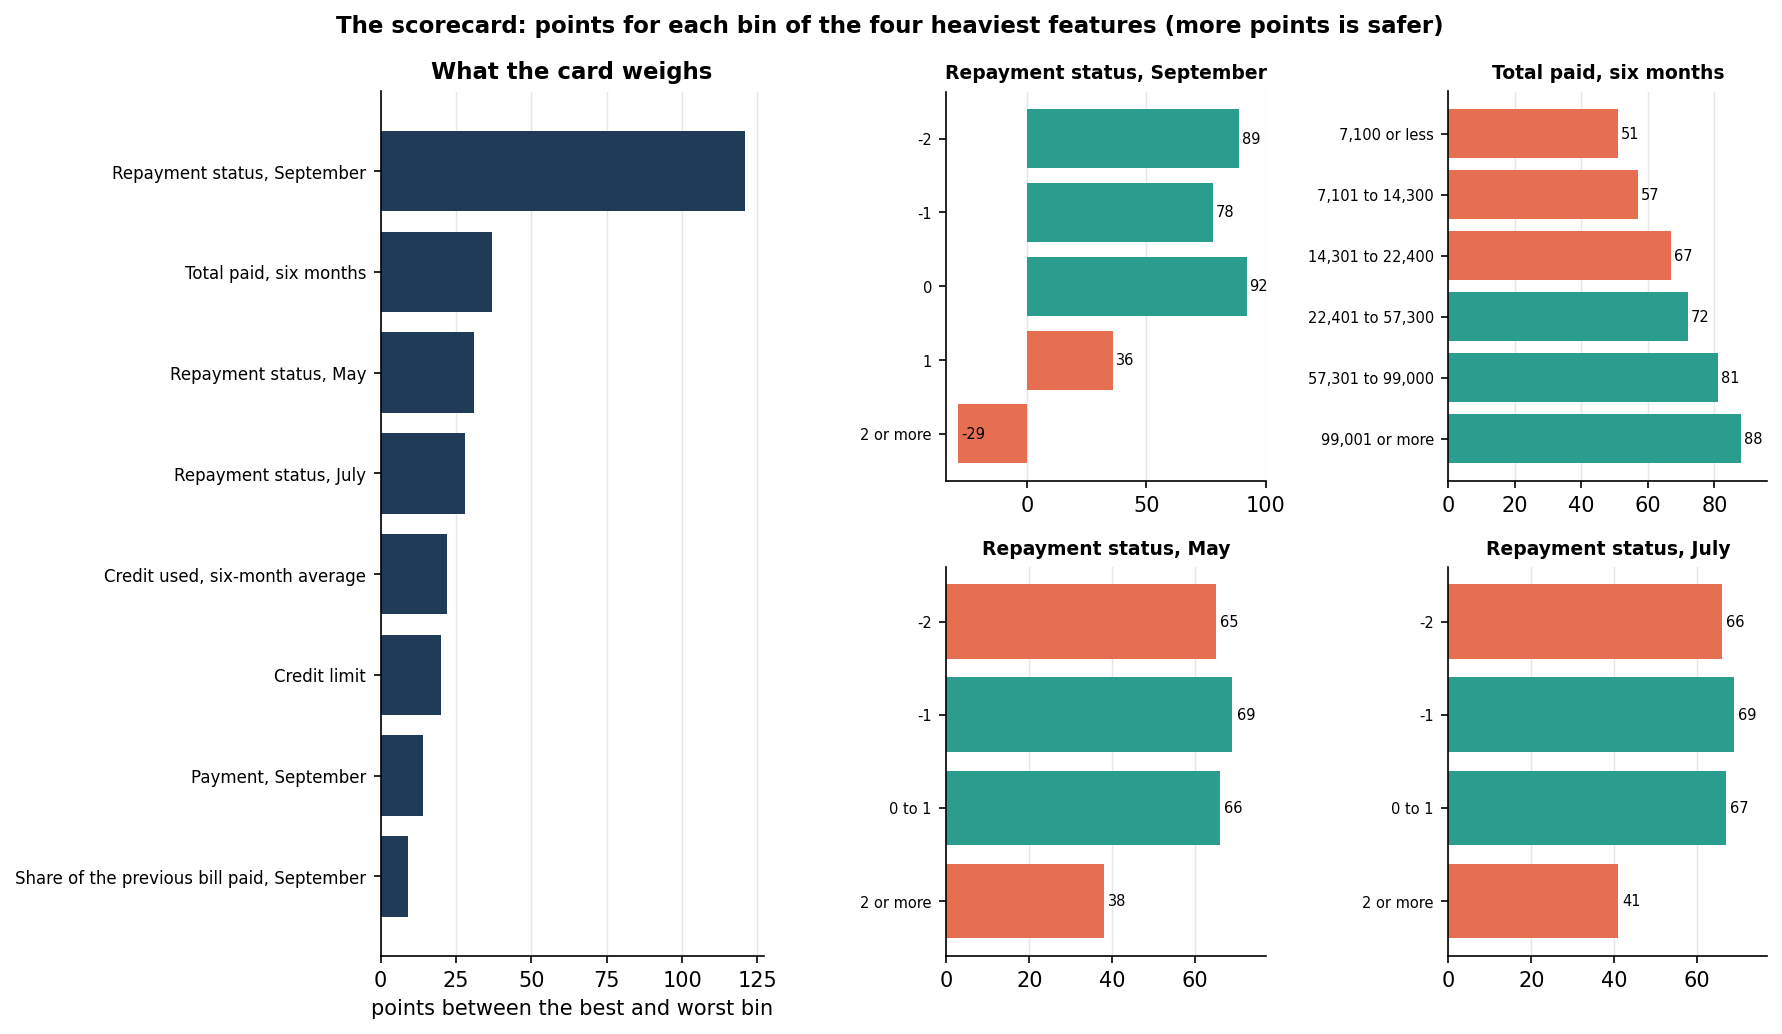 The scorecard: points for each bin of the four heaviest features (more points is safer)
What the card weighs
Repayment status, September
Total paid, six months
Repayment status, May
Repayment status, July
Credit used, six-month average
Credit limit
Payment, September
Share of the previous bill paid, September
0 25 50 75 100 125
points between the best and worst bin
Repayment status, September
-2 89
-1 78
0 92
1 36
2 or more -29
0 50 100
Total paid, six months
7,100 or less 51
7,101 to 14,300 57
14,301 to 22,400 67
22,401 to 57,300 72
57,301 to 99,000 81
99,001 or more 88
0 20 40 60 80
Repayment status, May
-2 65
-1 69
0 to 1 66
2 or more 38
0 20 40 60
Repayment status, July
-2 66
-1 69
0 to 1 67
2 or more 41
0 20 40 60